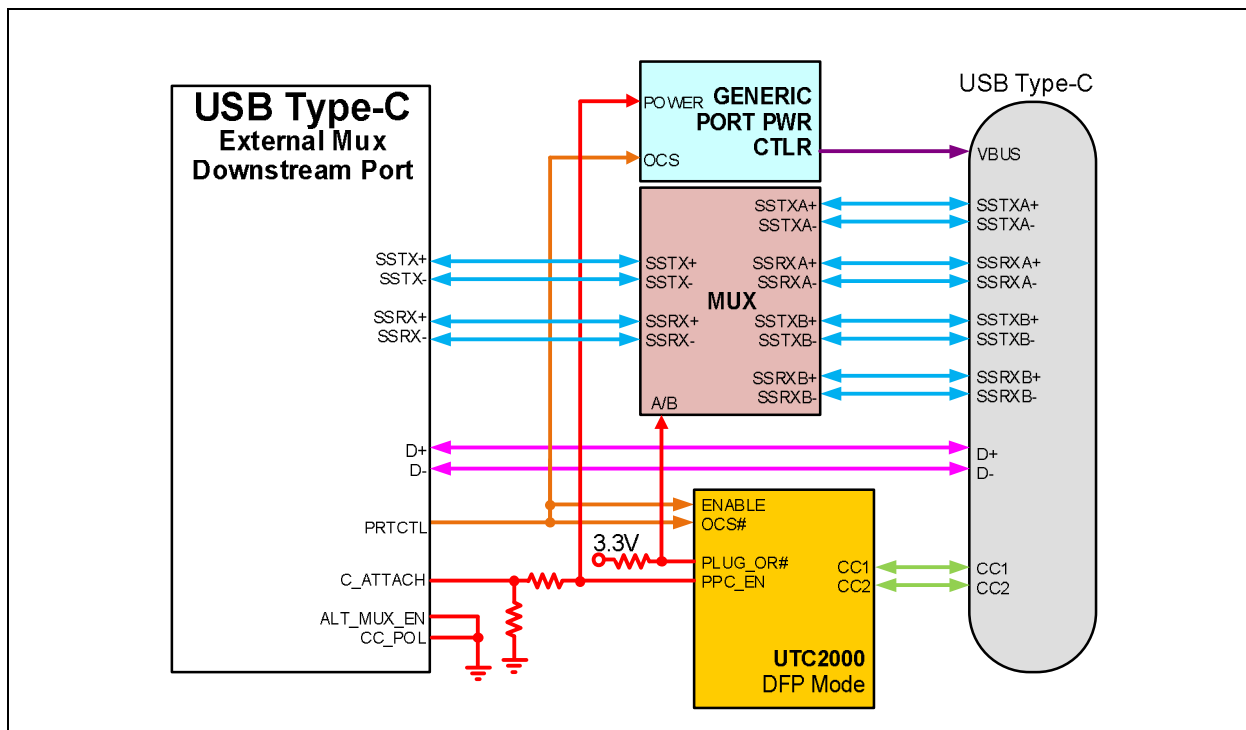 USB Type-C
External Mux
Downstream Port
SSTX+
SSTX-
SSRX+
SSRX-
D+
D-
PRTCTL
C_ATTACH
ALT_MUX_EN
CC_POL
POWER
OCS
GENERIC
PORT PWR
CTLR
SSTX+
SSTX-
SSRX+
SSRX-
MUX
A/B
SSTXA+
SSTXA-
SSRXA+
SSRXA-
SSTXB+
SSTXB-
SSRXB+
SSRXB-
3.3V
ENABLE
OCS#
PLUG_OR#
PPC_EN
CC1
CC2
UTC2000
DFP Mode
USB Type-C
VBUS
SSTXA+
SSTXA-
SSRXA+
SSRXA-
SSTXB+
SSTXB-
SSRXB+
SSRXB-
D+
D-
CC1
CC2